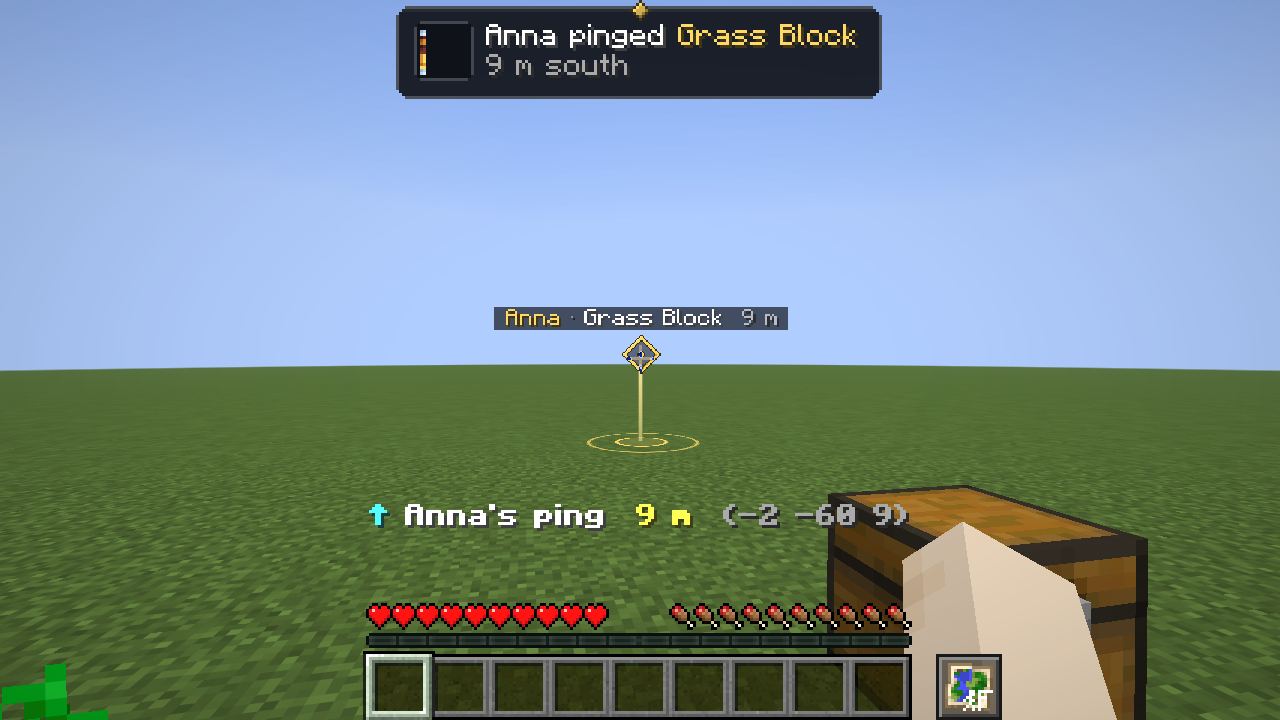 Anna pinged Grass Block
9 m south
Anna · Grass Block 9 m
↑ Anna's ping 9 m (-2 -60 9)